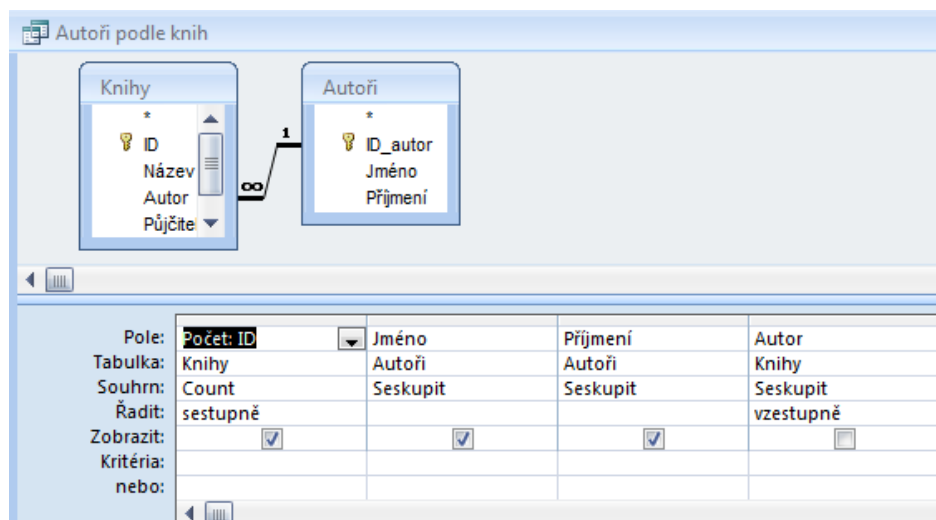 Autoři podle knih
Knihy
*
ID
Název
Autor
Půjčite
∞
1
Autoři
*
ID_autor
Jméno
Příjmení
Pole: Počet: ID Jméno Příjmení Autor
Tabulka: Knihy Autoři Autoři Knihy
Souhrn: Count Seskupit Seskupit Seskupit
Řadit: sestupně vzestupně
Zobrazit:
Kritéria:
nebo: